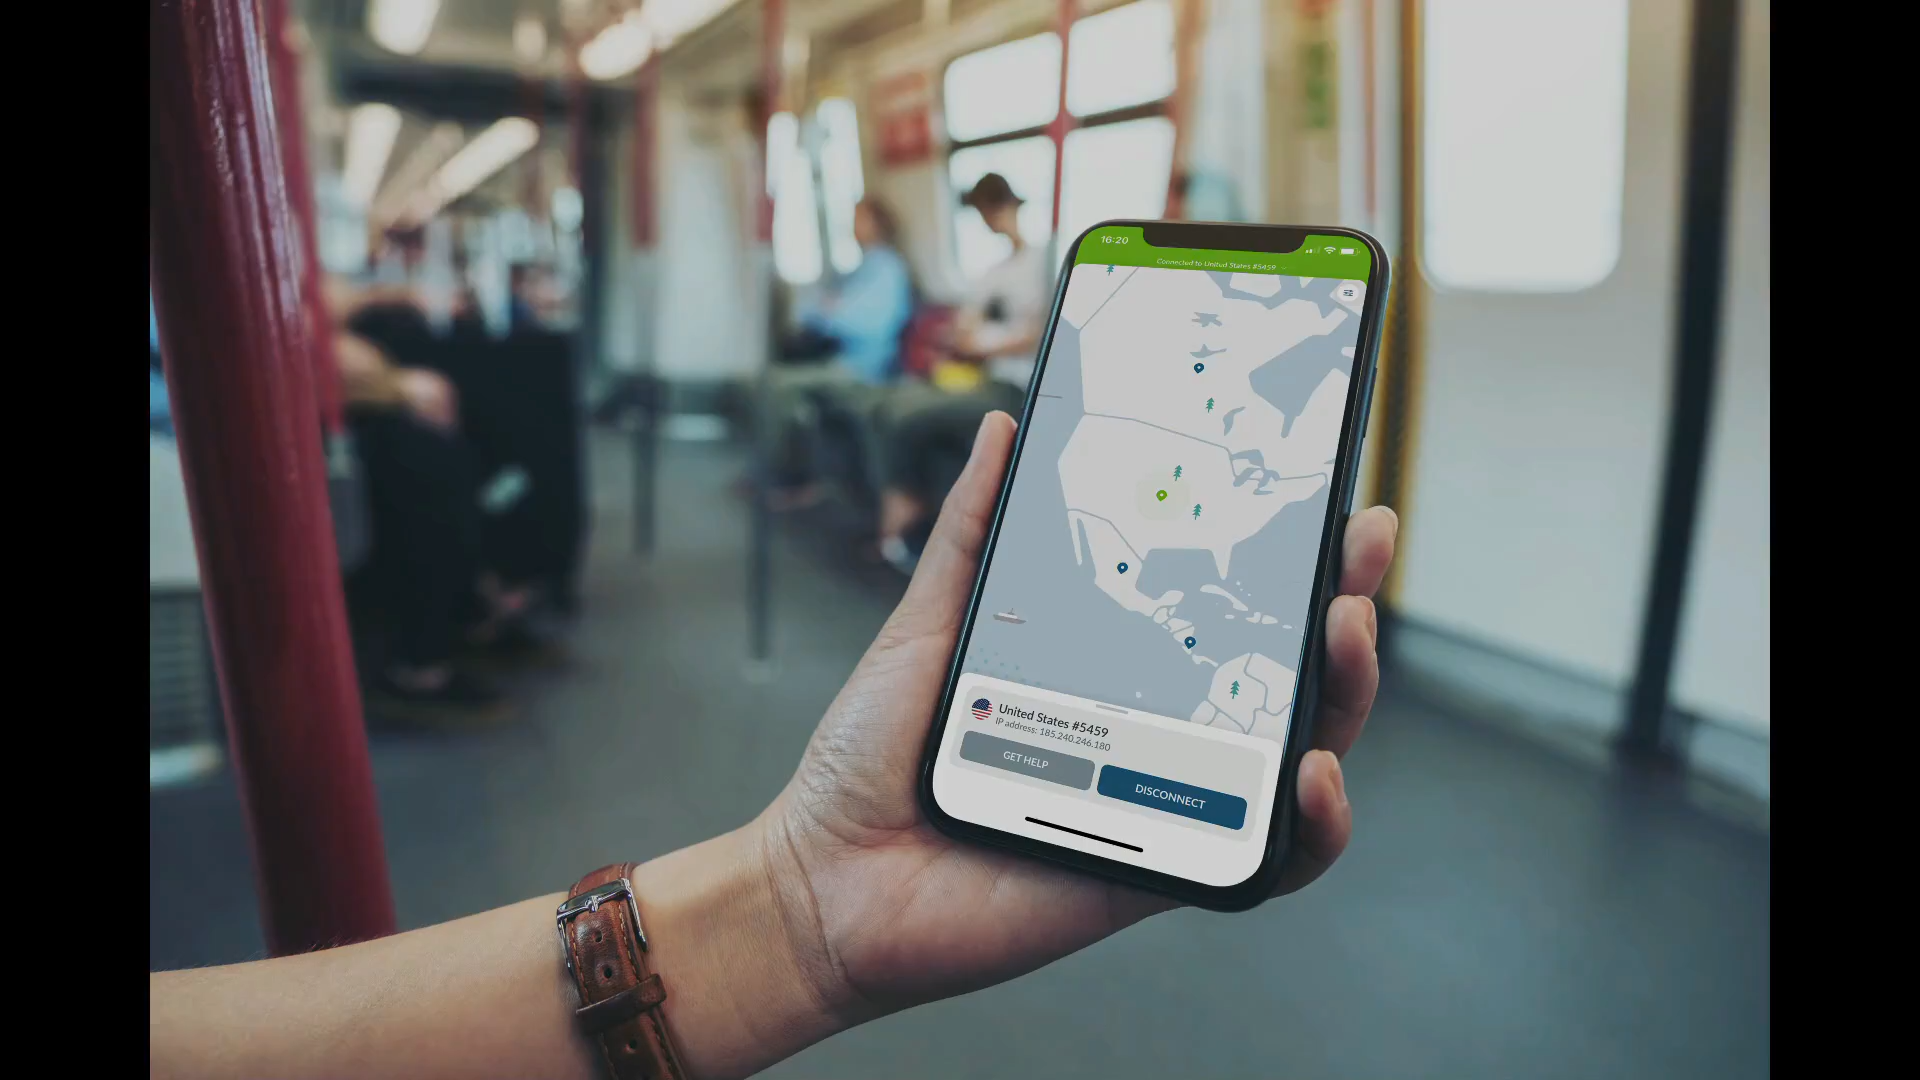 16:20
Connected to United States #5459
United States #5459
IP address: 185.240.246.180
GET HELP
DISCONNECT